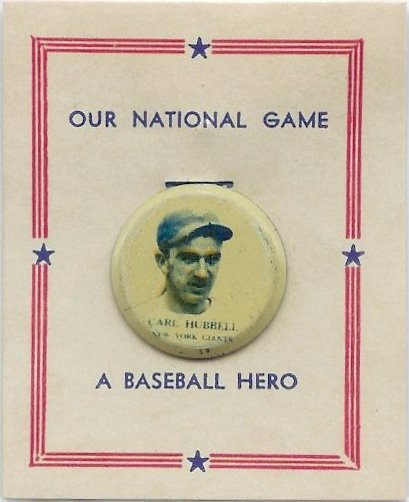 OUR NATIONAL GAME
CARL HUBBELL
NEW YORK GIANTS
A BASEBALL HERO